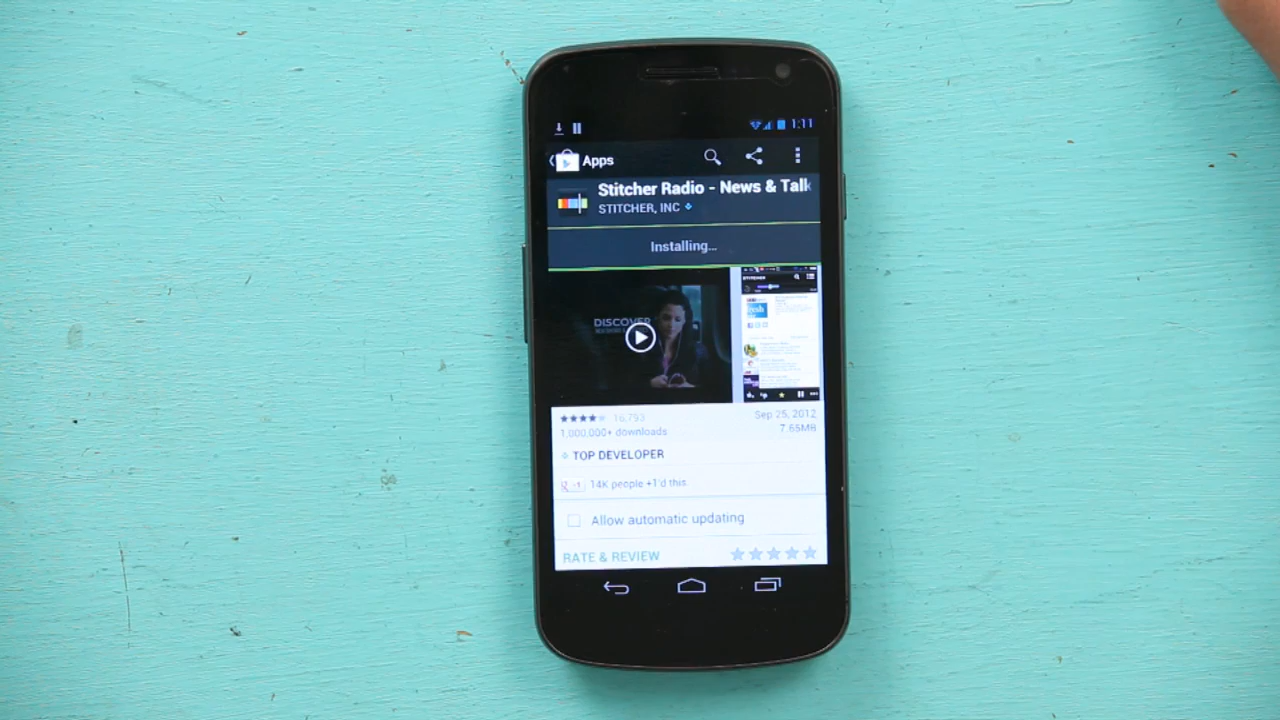 1:11
Apps
Stitcher Radio - News & Talk
STITCHER, INC
Installing...
DISCOVER
STITCHER
16,793
Sep 25, 2012
1,000,000+ downloads
7.65MB
TOP DEVELOPER
14K people +1'd this.
Allow automatic updating
RATE & REVIEW